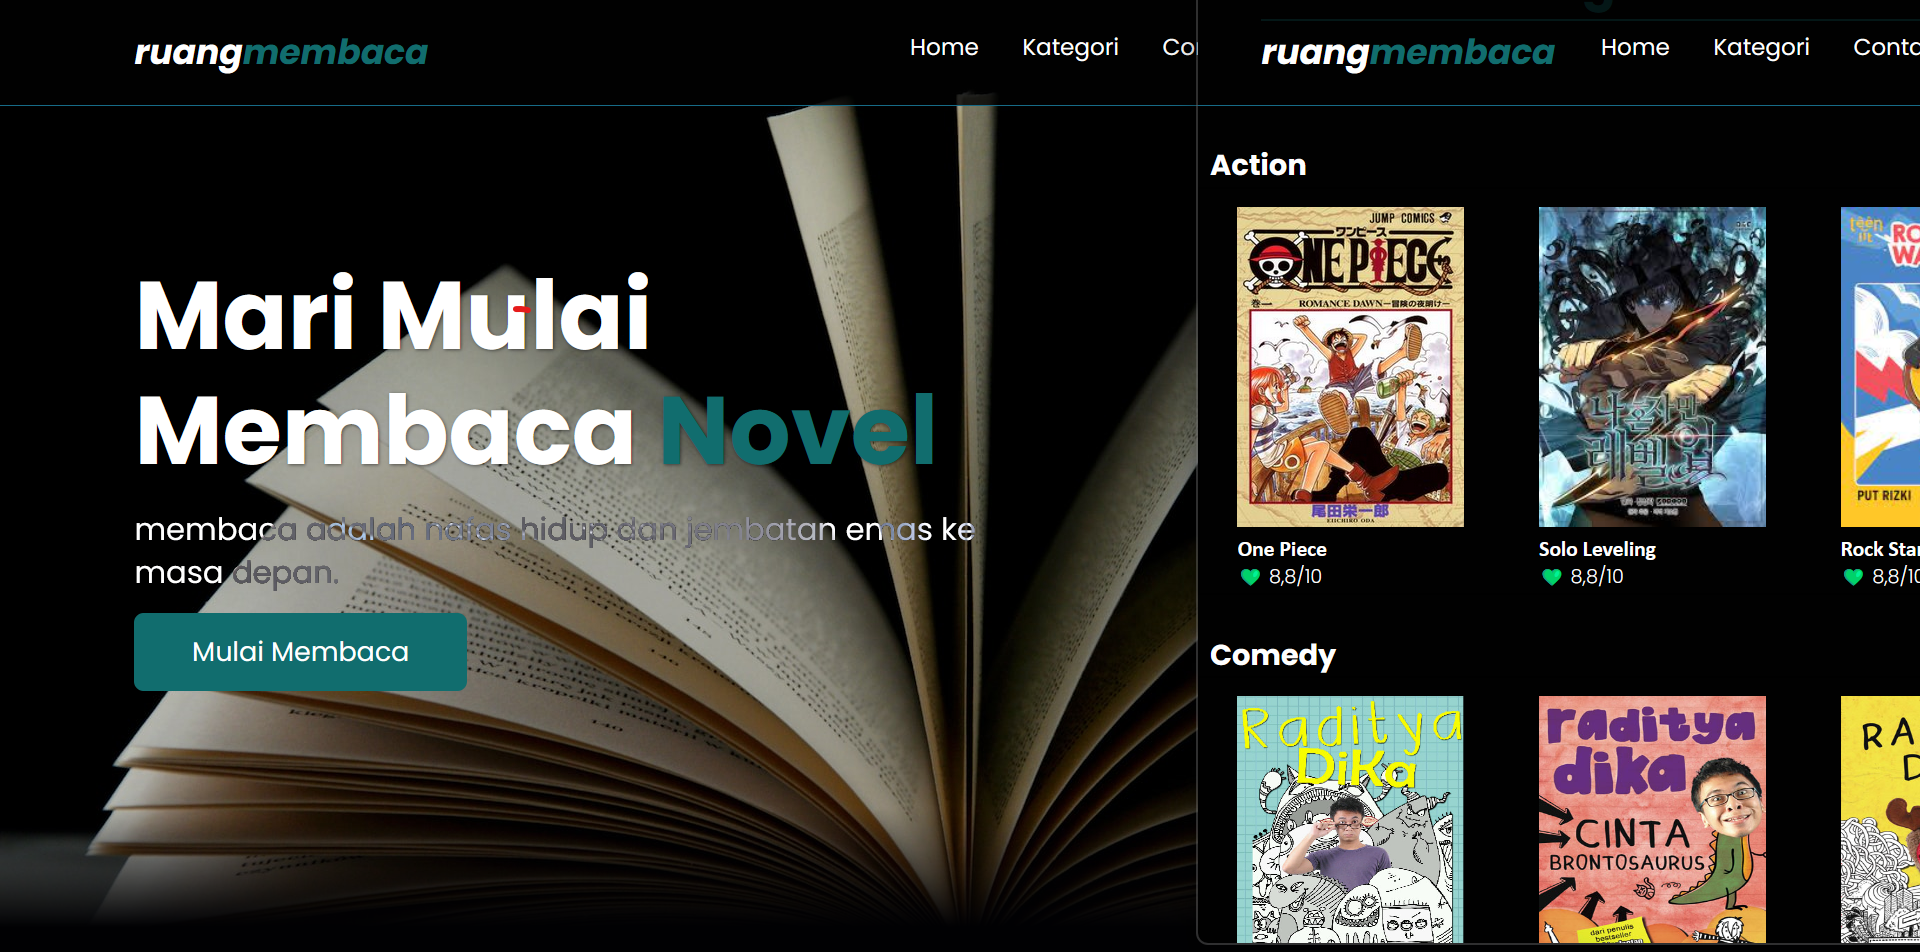 ruangmembaca
Home Kategori Co
Mari Mulai
Membaca Novel
membaca adalah nafas hidup dan jembatan emas ke
masa depan.
Mulai Membaca
ruangmembaca
Home Kategori Conta
Action
JUMP COMICS
ワンピース
ONE PIECE
巻一 ROMANCE DAWN—冒険の夜明け—
尾田栄一郎
EIICHIRO ODA
One Piece
8,8/10
나 혼자만
레벨업
Solo Leveling
8,8/10
teen
lit
RO
WA
PUT RIZKI
Rock Star
8,8/10
Comedy
Raditya
Dika
raditya
dika
CINTA
BRONTOSAURUS
dari penulis
bestseller
RA
D